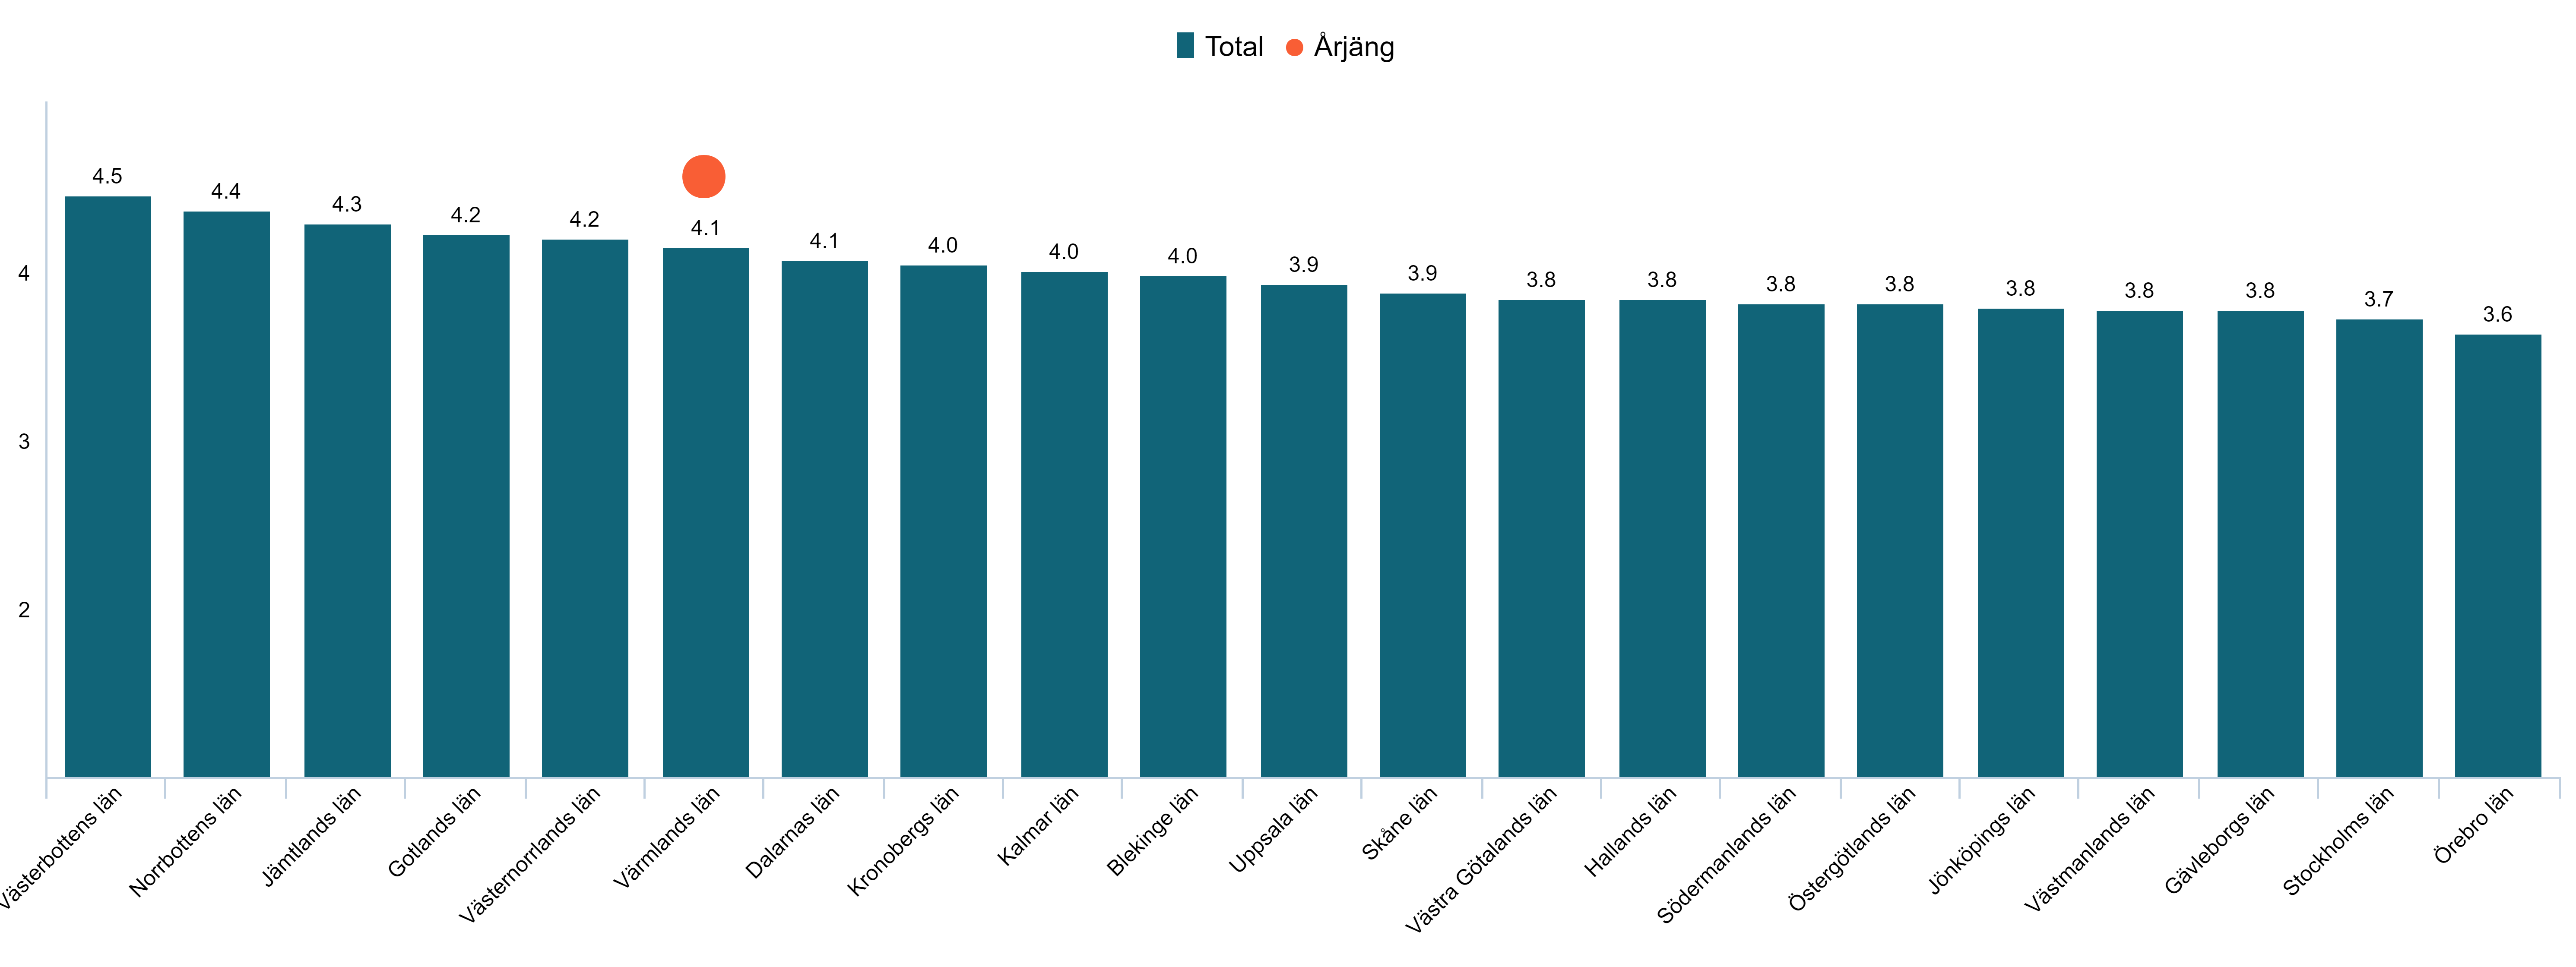 Total Årjäng
4.5 4.4 4.3 4.2 4.2 4.1 4.1 4.0 4.0 4.0 3.9 3.9 3.8 3.8 3.8 3.8 3.8 3.8 3.8 3.7 3.6
4
3
2
Västerbottens län
Norrbottens län
Jämtlands län
Gotlands län
Västernorrlands län
Värmlands län
Dalarnas län
Kronobergs län
Kalmar län
Blekinge län
Uppsala län
Skåne län
Västra Götalands län
Hallands län
Södermanlands län
Östergötlands län
Jönköpings län
Västmanlands län
Gävleborgs län
Stockholms län
Örebro län